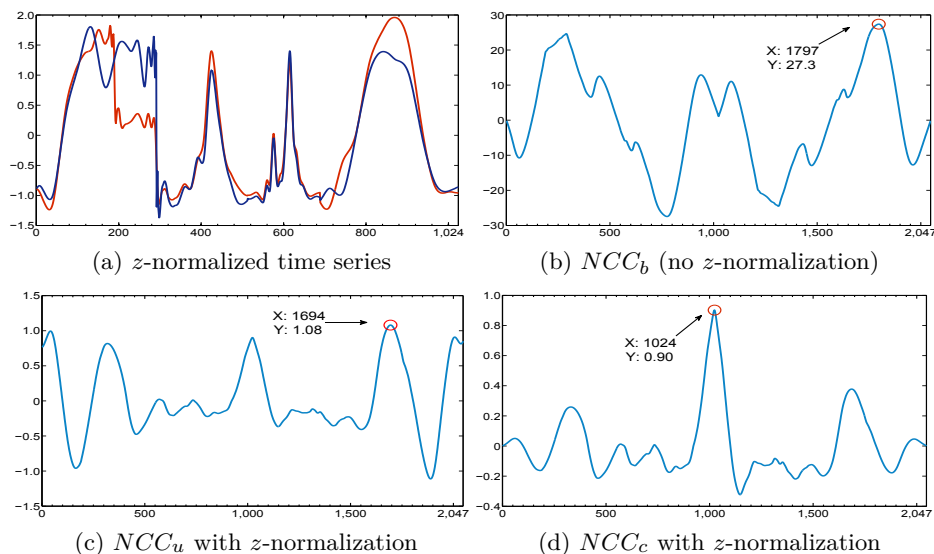 2.0
1.5
1.0
0.5
0
−0.5
−1.0
−1.5
0 200 400 600 800 1,024
(a) z-normalized time series
30
20
10
0
−10
−20
−30
X: 1797
Y: 27.3
0 500 1,000 1,500 2,047
(b) NCC_b (no z-normalization)
1.5
1.0
0.5
0
−0.5
−1.0
−1.5
X: 1694
Y: 1.08
0 500 1,000 1,500 2,047
(c) NCC_u with z-normalization
1.0
0.8
0.6
0.4
0.2
0
−0.2
−0.4
X: 1024
Y: 0.90
0 500 1,000 1,500 2,047
(d) NCC_c with z-normalization